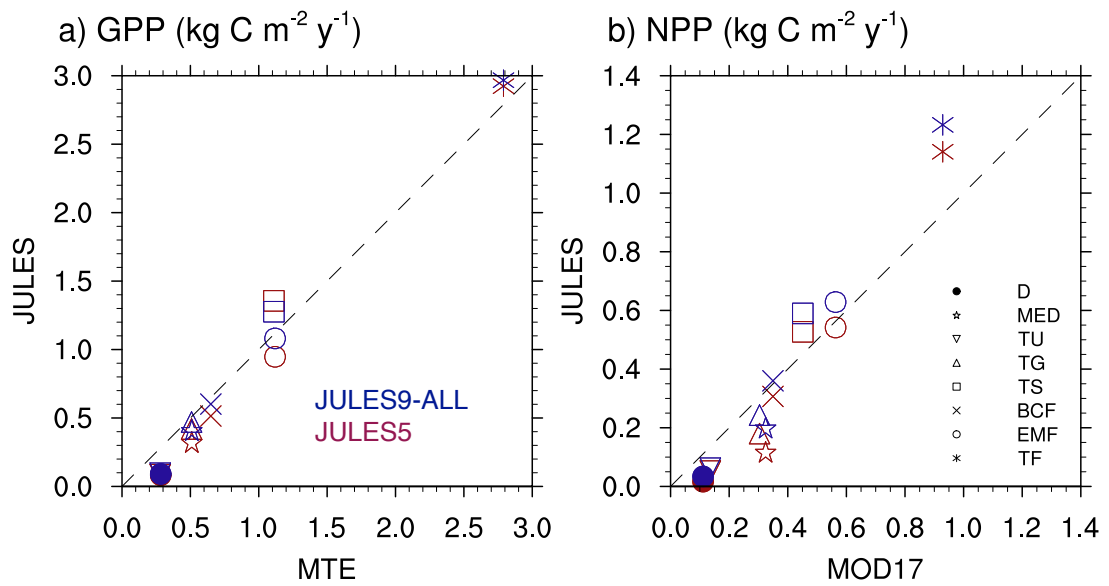 a) GPP (kg C m⁻² y⁻¹)
3.0
2.5
2.0
1.5
1.0
0.5
0.0
JULES
JULES9-ALL
JULES5
0.0 0.5 1.0 1.5 2.0 2.5 3.0
MTE
b) NPP (kg C m⁻² y⁻¹)
1.4
1.2
1.0
0.8
0.6
0.4
0.2
0.0
JULES
D
MED
TU
TG
TS
BCF
EMF
TF
0.0 0.2 0.4 0.6 0.8 1.0 1.2 1.4
MOD17